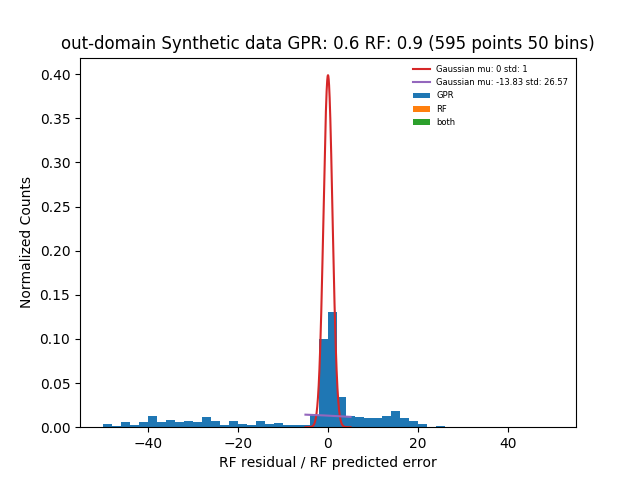 out-domain Synthetic data GPR: 0.6 RF: 0.9 (595 points 50 bins)
Gaussian mu: 0 std: 1
Gaussian mu: -13.83 std: 26.57
GPR
RF
both
Normalized Counts
0.40
0.35
0.30
0.25
0.20
0.15
0.10
0.05
0.00
−40
−20
0
20
40
RF residual / RF predicted error